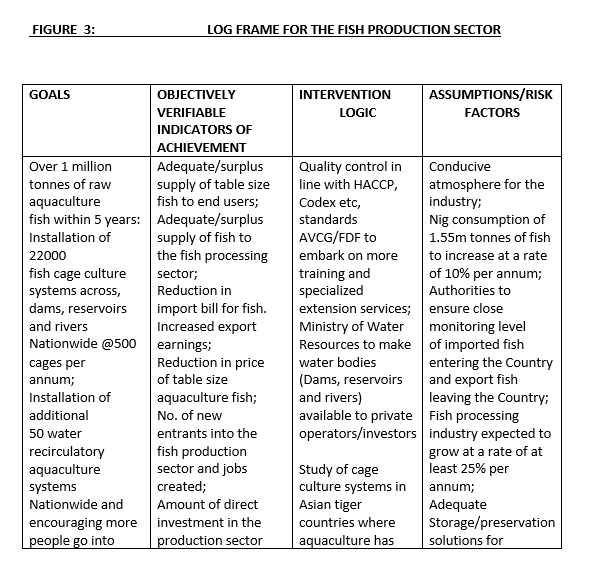 FIGURE 3: LOG FRAME FOR THE FISH PRODUCTION SECTOR
GOALS
Over 1 million
tonnes of raw
aquaculture
fish within 5 years:
Installation of
22000
fish cage culture
systems across,
dams, reservoirs
and rivers
Nationwide @500
cages per
annum;
Installation of
additional
50 water
recirculatory
aquaculture
systems
Nationwide and
encouraging more
people go into
OBJECTIVELY
VERIFIABLE
INDICATORS OF
ACHIEVEMENT
Adequate/surplus
supply of table size
fish to end users;
Adequate/surplus
supply of fish to
the fish processing
sector;
Reduction in
import bill for fish.
Increased export
earnings;
Reduction in price
of table size
aquaculture fish;
No. of new
entrants into the
fish production
sector and jobs
created;
Amount of direct
investment in the
production sector
INTERVENTION
LOGIC
Quality control in
line with HACCP,
Codex etc,
standards
AVCG/FDF to
embark on more
training and
specialized
extension services;
Ministry of Water
Resources to make
water bodies
(Dams, reservoirs
and rivers)
available to private
operators/investors
Study of cage
culture systems in
Asian tiger
countries where
aquaculture has
ASSUMPTIONS/RISK
FACTORS
Conducive
atmosphere for the
industry;
Nig consumption of
1.55m tonnes of fish
to increase at a rate
of 10% per annum;
Authorities to
ensure close
monitoring level
of imported fish
entering the Country
and export fish
leaving the Country;
Fish processing
industry expected to
grow at a rate of at
least 25% per
annum;
Adequate
Storage/preservation
solutions for